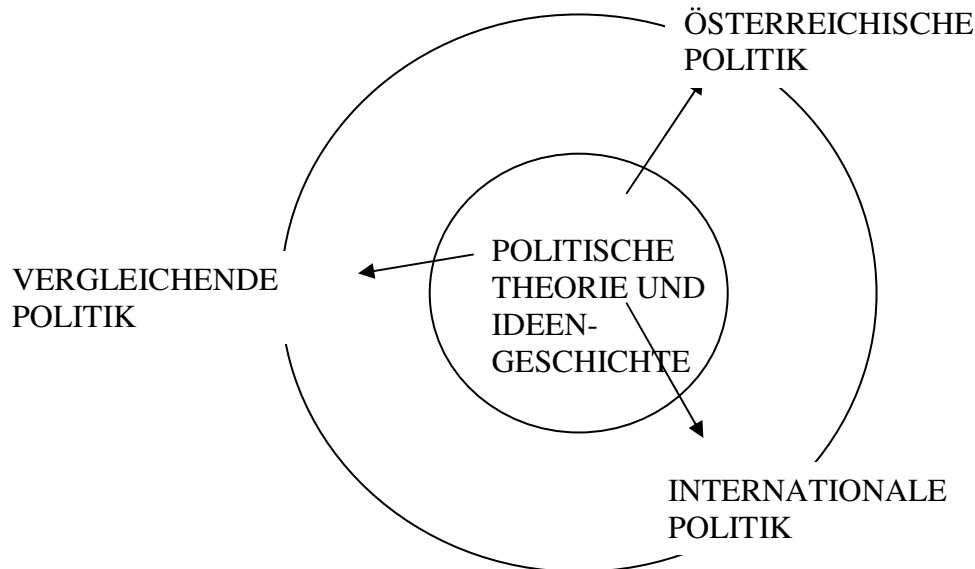 ÖSTERREICHISCHE
POLITIK
POLITISCHE
THEORIE UND
IDEEN-
GESCHICHTE
VERGLEICHENDE
POLITIK
INTERNATIONALE
POLITIK